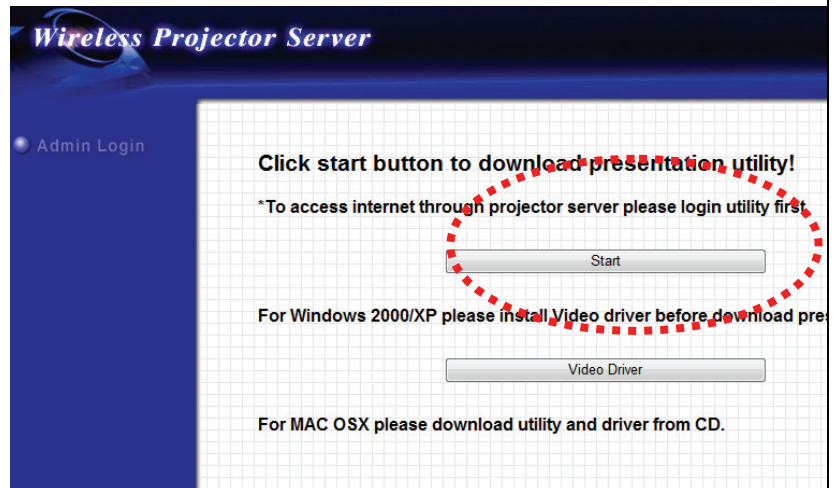 Wireless Projector Server
Admin Login
Click start button to download presentation utility!
*To access internet through projector server please login utility first.
Start
For Windows 2000/XP please install Video driver before download pres
Video Driver
For MAC OSX please download utility and driver from CD.